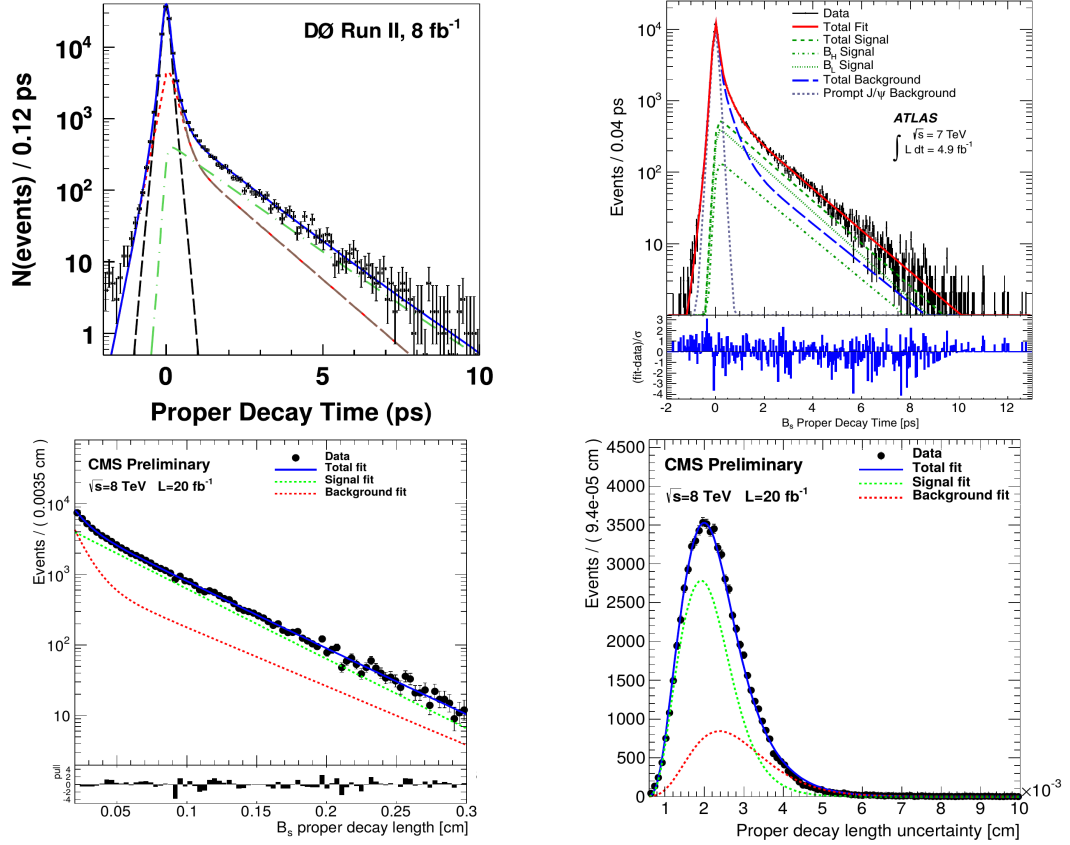 DØ Run II, 8 fb-1
N(events) / 0.12 ps
10⁴
10³
10²
10
1
0
5
10
Proper Decay Time (ps)
Data
Total Fit
Total Signal
B_H Signal
B_L Signal
Total Background
Prompt J/ψ Background
ATLAS
√s = 7 TeV
∫ L dt = 4.9 fb-1
Events / 0.04 ps
10⁴
10³
10²
10
(fit-data)/σ
3
2
1
0
-1
-2
-3
-4
-2
0
2
4
6
8
10
12
B_s Proper Decay Time [ps]
CMS Preliminary
√s=8 TeV L=20 fb-1
Data
Total fit
Signal fit
Background fit
Events / ( 0.0035 cm )
10⁴
10³
10²
10
pull
4
2
0
-2
-4
0.05
0.1
0.15
0.2
0.25
0.3
B_s proper decay length [cm]
CMS Preliminary
√s=8 TeV L=20 fb-1
Data
Total fit
Signal fit
Background fit
Events / ( 9.4e-05 cm )
4500
4000
3500
3000
2500
2000
1500
1000
500
0
1
2
3
4
5
6
7
8
9
10
×10⁻³
Proper decay length uncertainty [cm]